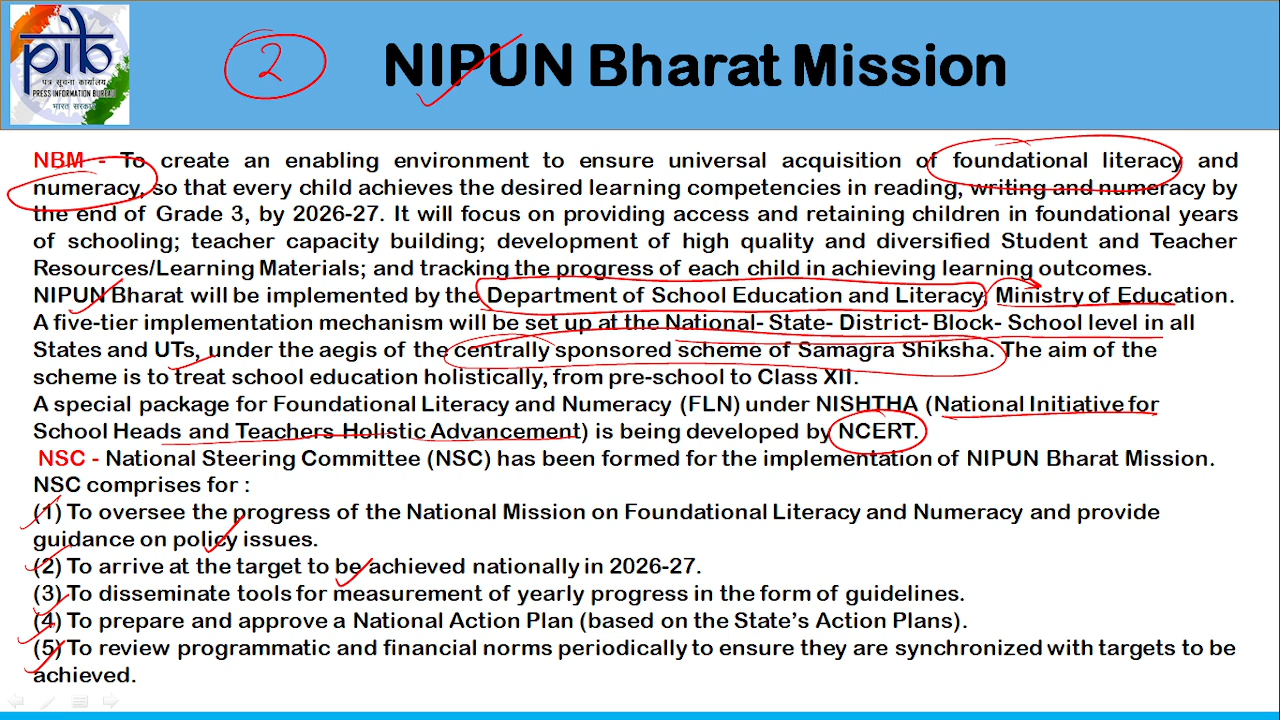 pib
पत्र सूचना कार्यालय
PRESS INFORMATION BUREAU
भारत सरकार
2
NIPUN Bharat Mission
NBM - To create an enabling environment to ensure universal acquisition of foundational literacy and
numeracy, so that every child achieves the desired learning competencies in reading, writing and numeracy by
the end of Grade 3, by 2026-27. It will focus on providing access and retaining children in foundational years
of schooling; teacher capacity building; development of high quality and diversified Student and Teacher
Resources/Learning Materials; and tracking the progress of each child in achieving learning outcomes.
NIPUN Bharat will be implemented by the Department of School Education and Literacy, Ministry of Education.
A five-tier implementation mechanism will be set up at the National- State- District- Block- School level in all
States and UTs, under the aegis of the centrally sponsored scheme of Samagra Shiksha. The aim of the
scheme is to treat school education holistically, from pre-school to Class XII.
A special package for Foundational Literacy and Numeracy (FLN) under NISHTHA (National Initiative for
School Heads and Teachers Holistic Advancement) is being developed by NCERT.
NSC - National Steering Committee (NSC) has been formed for the implementation of NIPUN Bharat Mission.
NSC comprises for :
(1) To oversee the progress of the National Mission on Foundational Literacy and Numeracy and provide
guidance on policy issues.
(2) To arrive at the target to be achieved nationally in 2026-27.
(3) To disseminate tools for measurement of yearly progress in the form of guidelines.
(4) To prepare and approve a National Action Plan (based on the State’s Action Plans).
(5) To review programmatic and financial norms periodically to ensure they are synchronized with targets to be
achieved.